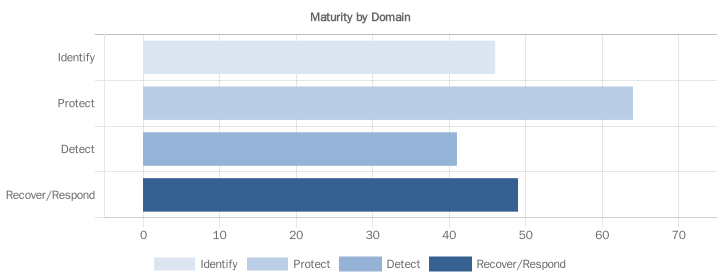 Maturity by Domain
Identify
Protect
Detect
Recover/Respond
0 10 20 30 40 50 60 70
Identify Protect Detect Recover/Respond